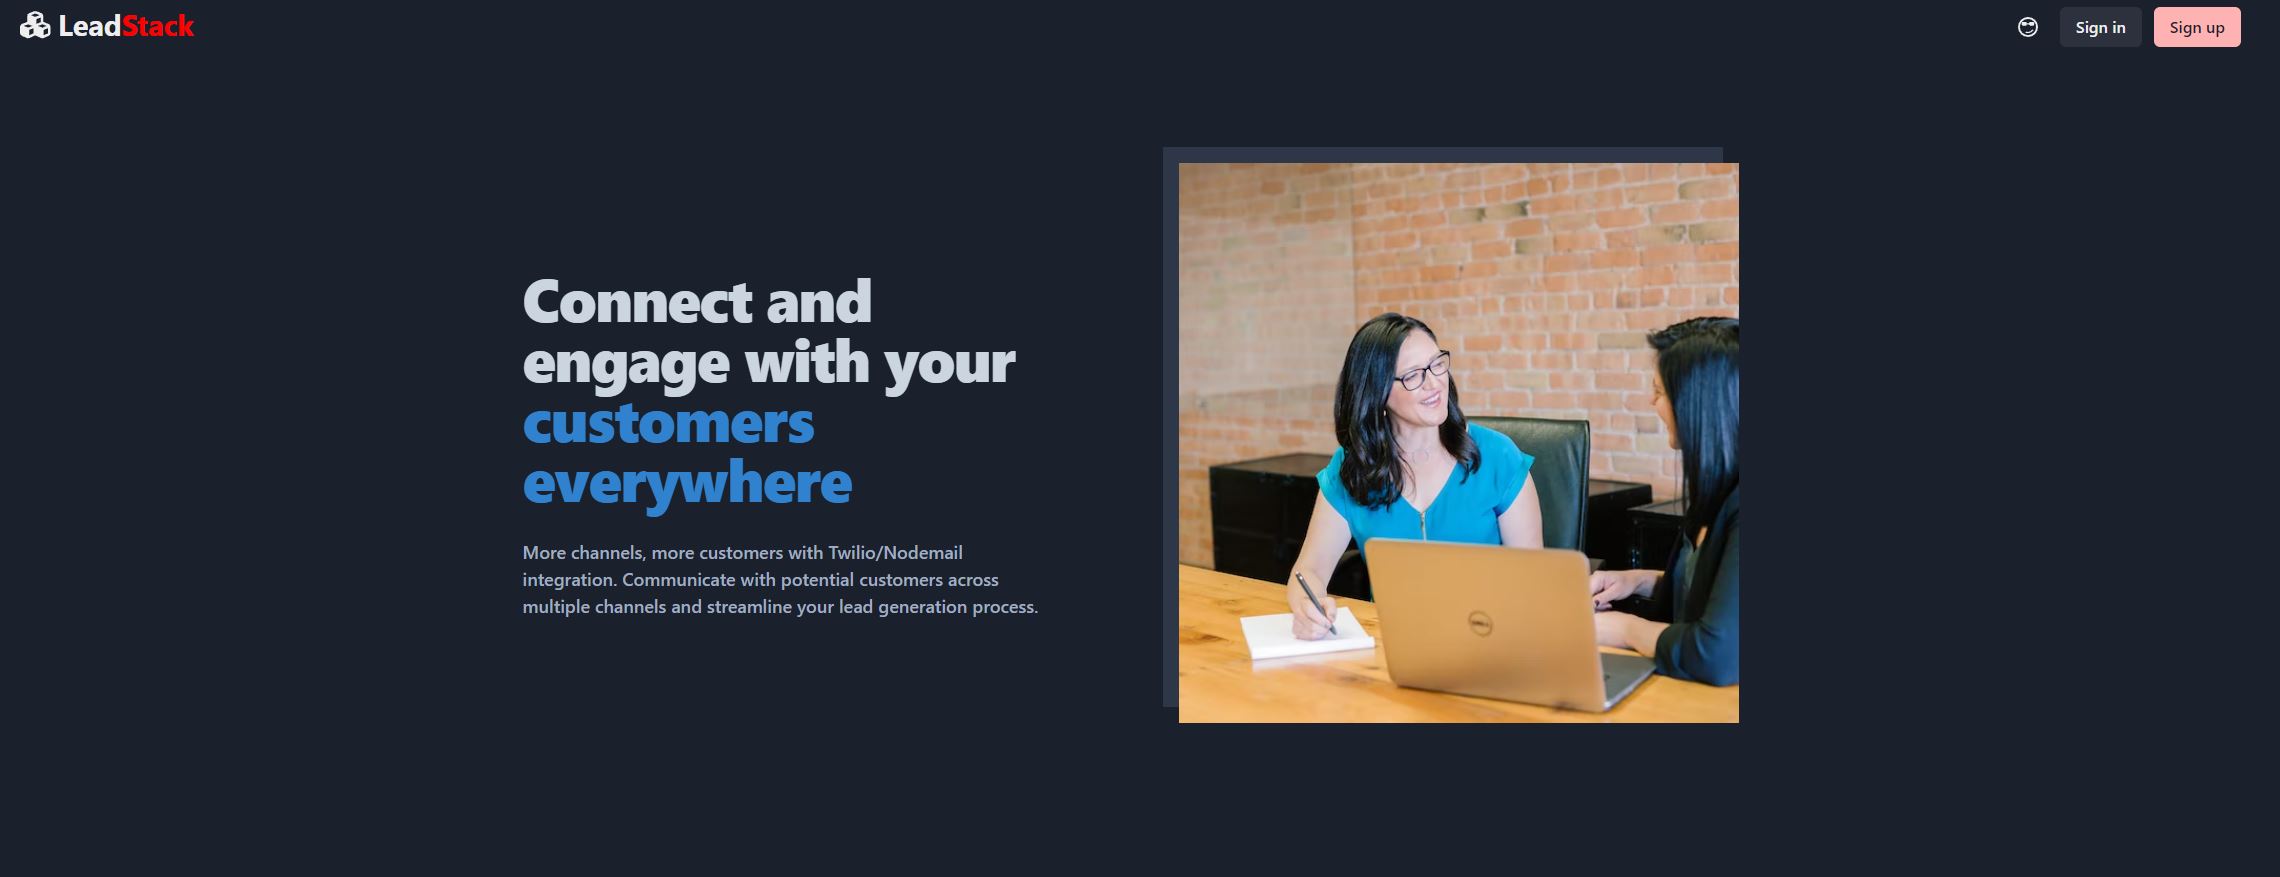 LeadStack
Sign in
Sign up
Connect and
engage with your
customers
everywhere
More channels, more customers with Twilio/Nodemail
integration. Communicate with potential customers across
multiple channels and streamline your lead generation process.
DELL